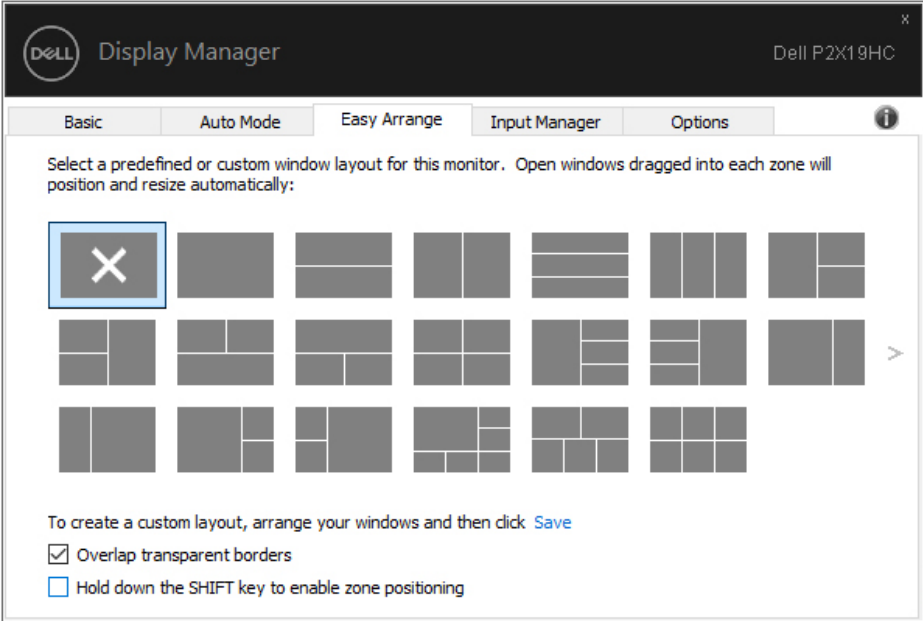 x
DELL
Display Manager
Dell P2X19HC
Basic
Auto Mode
Easy Arrange
Input Manager
Options
i
Select a predefined or custom window layout for this monitor. Open windows dragged into each zone will
position and resize automatically:
>
To create a custom layout, arrange your windows and then click Save
Overlap transparent borders
Hold down the SHIFT key to enable zone positioning